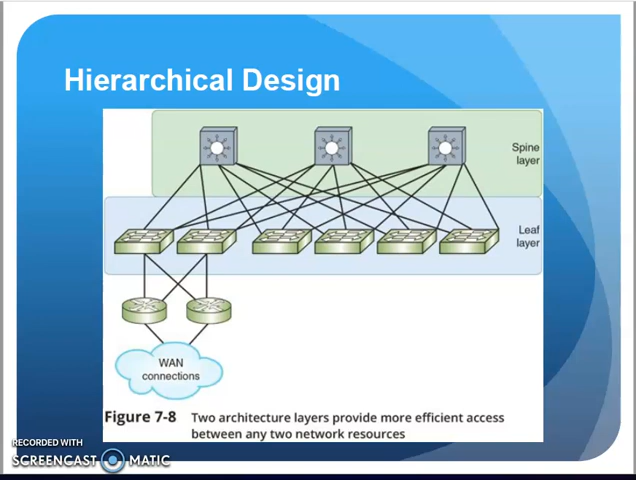 Hierarchical Design
Spine
layer
Leaf
layer
WAN
connections
Figure 7-8 Two architecture layers provide more efficient access
between any two network resources
RECORDED WITH
SCREENCAST MATIC